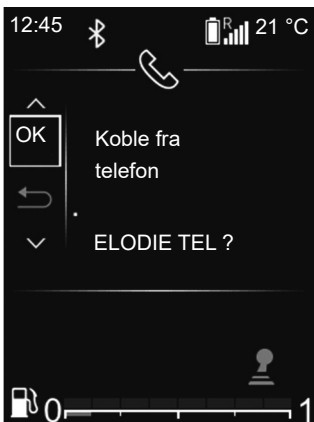 12:45 R 21 °C
OK
Koble fra
telefon
ELODIE TEL ?
0 1